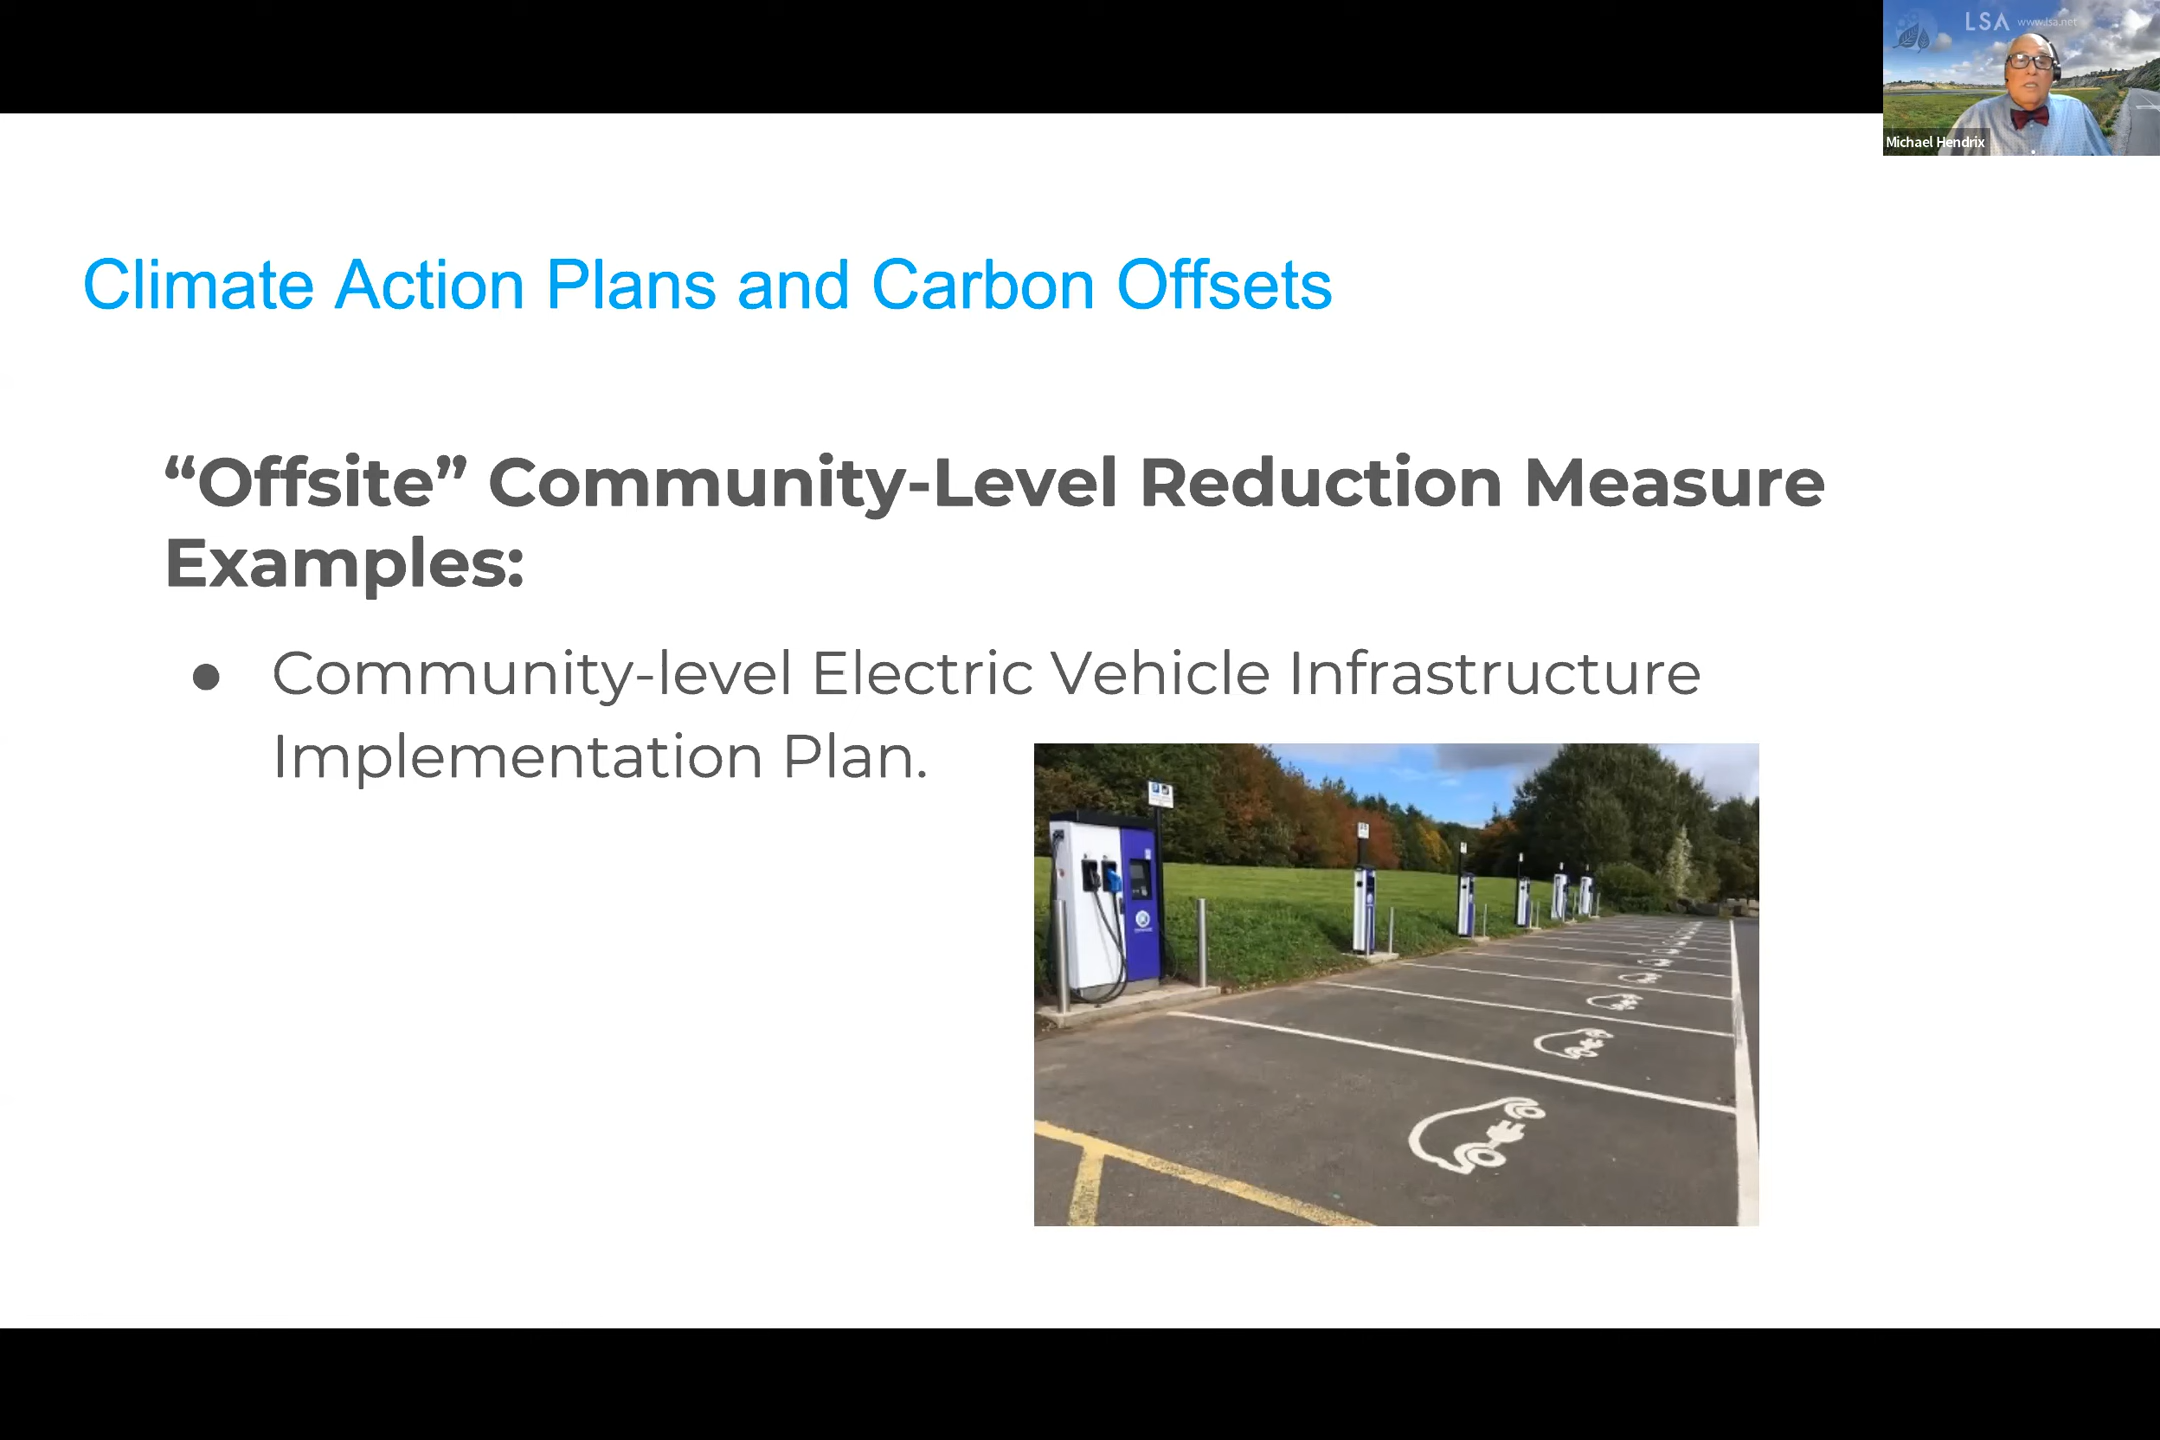 LSA www.lsa.net
Michael Hendrix
Climate Action Plans and Carbon Offsets
“Offsite” Community-Level Reduction Measure
Examples:
● Community-level Electric Vehicle Infrastructure
Implementation Plan.